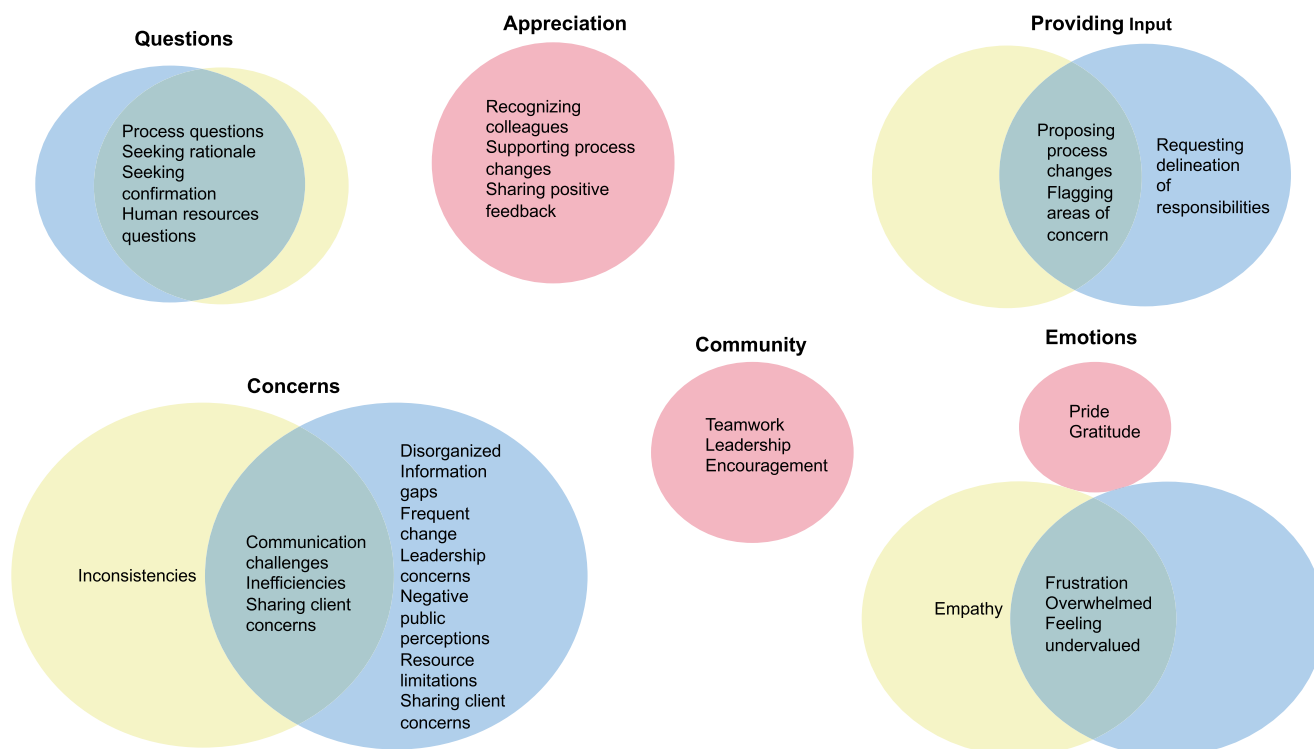 Questions
Process questions
Seeking rationale
Seeking
confirmation
Human resources
questions
Appreciation
Recognizing
colleagues
Supporting process
changes
Sharing positive
feedback
Providing Input
Proposing
process
changes
Flagging
areas of
concern
Requesting
delineation
of
responsibilities
Concerns
Inconsistencies
Communication
challenges
Inefficiencies
Sharing client
concerns
Disorganized
Information
gaps
Frequent
change
Leadership
concerns
Negative
public
perceptions
Resource
limitations
Sharing client
concerns
Community
Teamwork
Leadership
Encouragement
Emotions
Pride
Gratitude
Empathy
Frustration
Overwhelmed
Feeling
undervalued